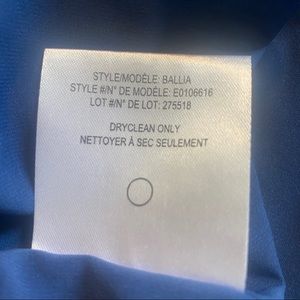 STYLE/MODÈLE: BALLIA
STYLE #/N° DE MODÈLE: E0106616
LOT #/N° DE LOT: 275518
DRYCLEAN ONLY
NETTOYER À SEC SEULEMENT